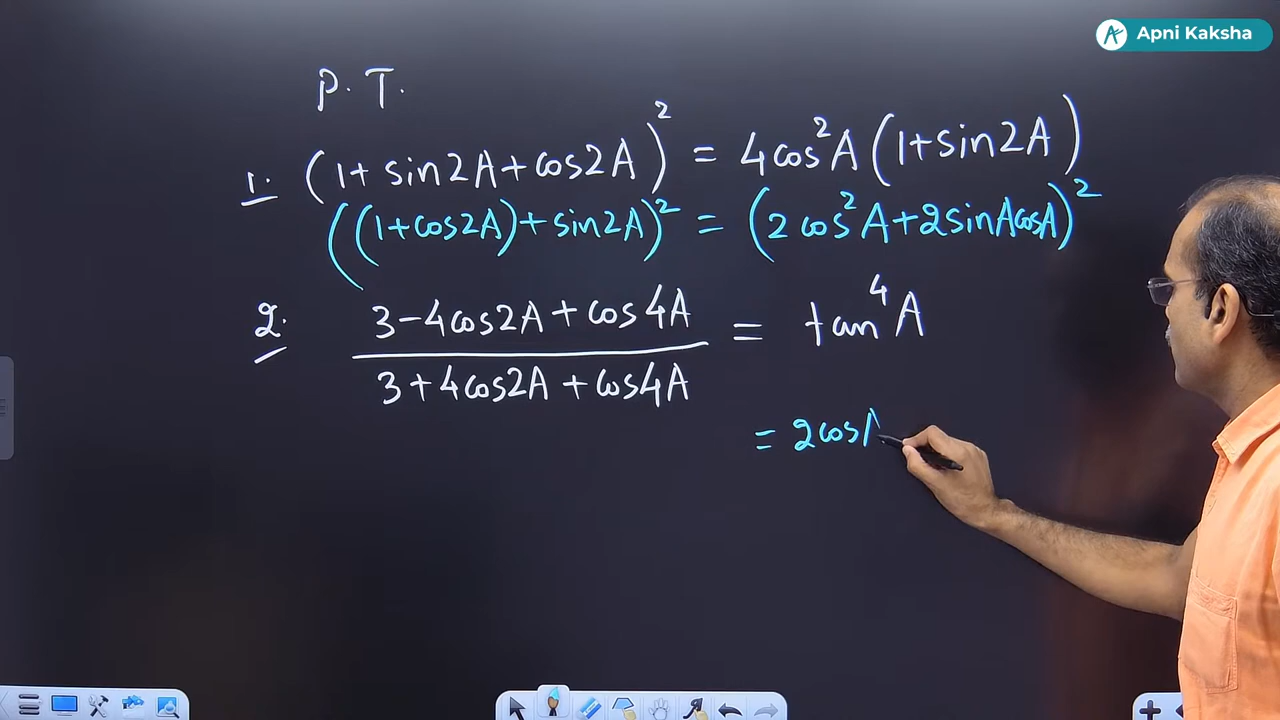 Apni Kaksha
P. T.
1. (1 + sin2A + cos2A)² = 4cos²A (1 + sin2A)
((1+cos2A) + sin2A)² = (2cos²A + 2sinAcosA)²
2. 3 - 4cos2A + cos4A = tan⁴A
3 + 4cos2A + cos4A
= 2cosA